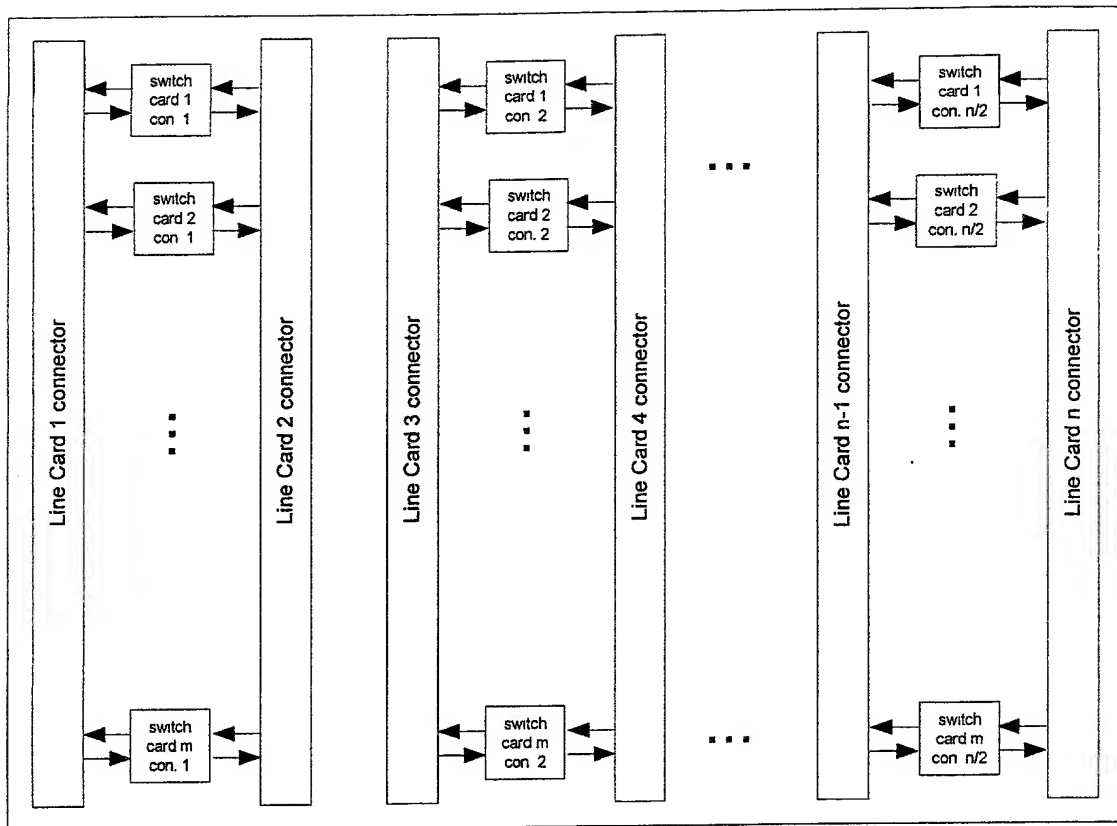 switch
card 1
con 1
switch
card 1
con 2
switch
card 1
con. n/2
switch
card 2
con 1
switch
card 2
con. 2
switch
card 2
con. n/2
Line Card 1 connector
Line Card 2 connector
Line Card 3 connector
Line Card 4 connector
Line Card n-1 connector
Line Card n connector
switch
card m
con. 1
switch
card m
con 2
switch
card m
con n/2